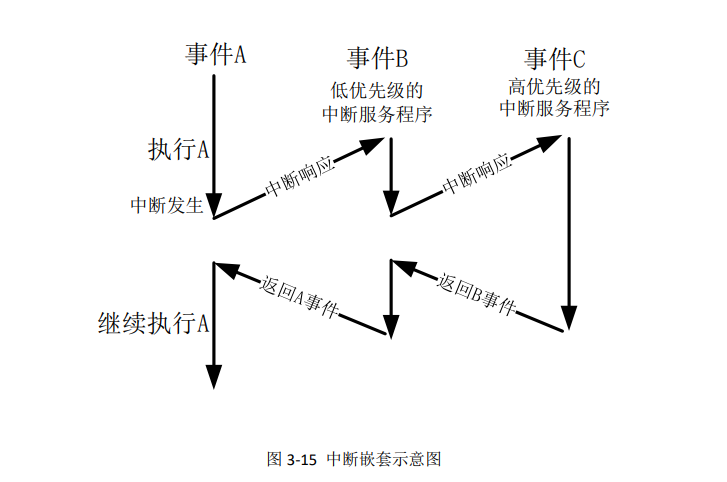 事件A
事件B
事件C
低优先级的
中断服务程序
高优先级的
中断服务程序
执行A
中断响应
中断响应
中断发生
返回A事件
返回B事件
继续执行A
图 3-15 中断嵌套示意图